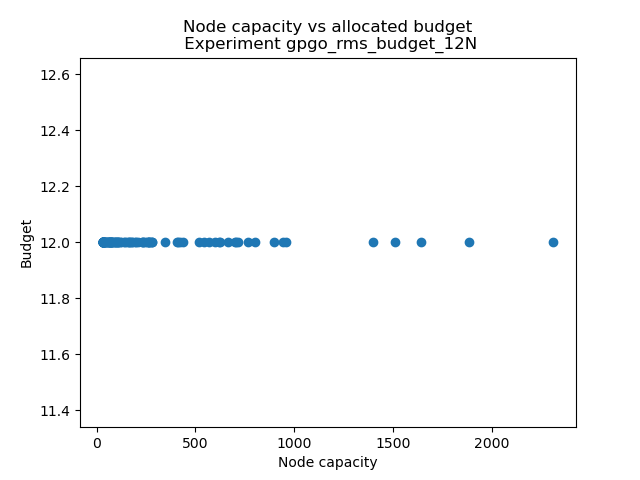 Node capacity vs allocated budget
Experiment gpgo_rms_budget_12N
12.6
12.4
12.2
12.0
11.8
11.6
11.4
Budget
0 500 1000 1500 2000
Node capacity